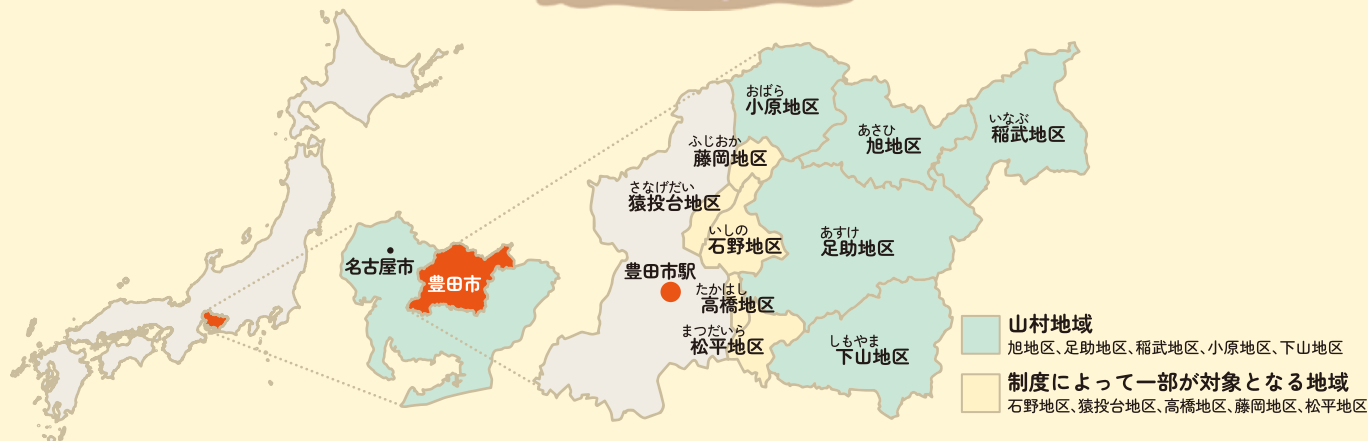 名古屋市
豊田市
おばら
小原地区
あさひ
旭地区
いなぶ
稲武地区
ふじおか
藤岡地区
さなげだい
猿投台地区
いしの
石野地区
あすけ
足助地区
豊田市駅
たかはし
高橋地区
まつだいら
松平地区
しもやま
下山地区
山村地域
旭地区、足助地区、稲武地区、小原地区、下山地区
制度によって一部が対象となる地域
石野地区、猿投台地区、高橋地区、藤岡地区、松平地区